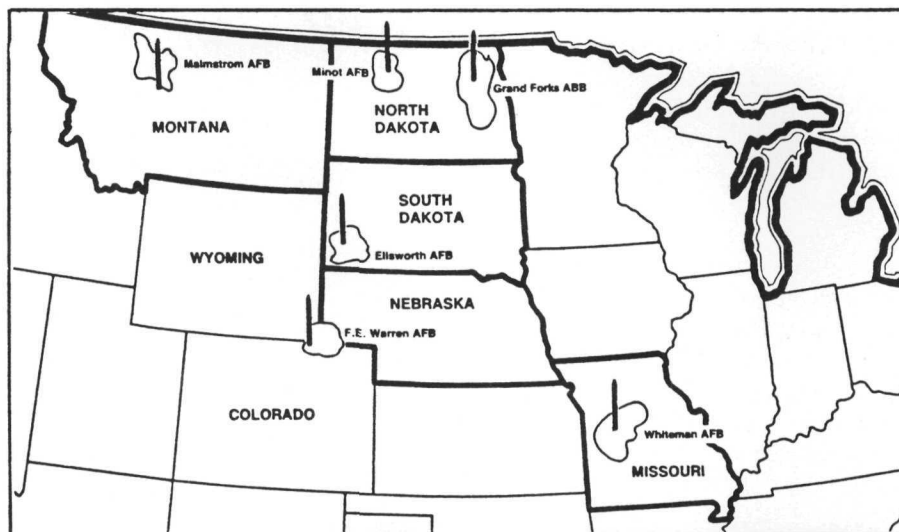 Malmstrom AFB
Minot AFB
Grand Forks ABB
MONTANA
NORTH
DAKOTA
SOUTH
DAKOTA
WYOMING
Ellsworth AFB
NEBRASKA
F.E. Warren AFB
COLORADO
Whiteman AFB
MISSOURI